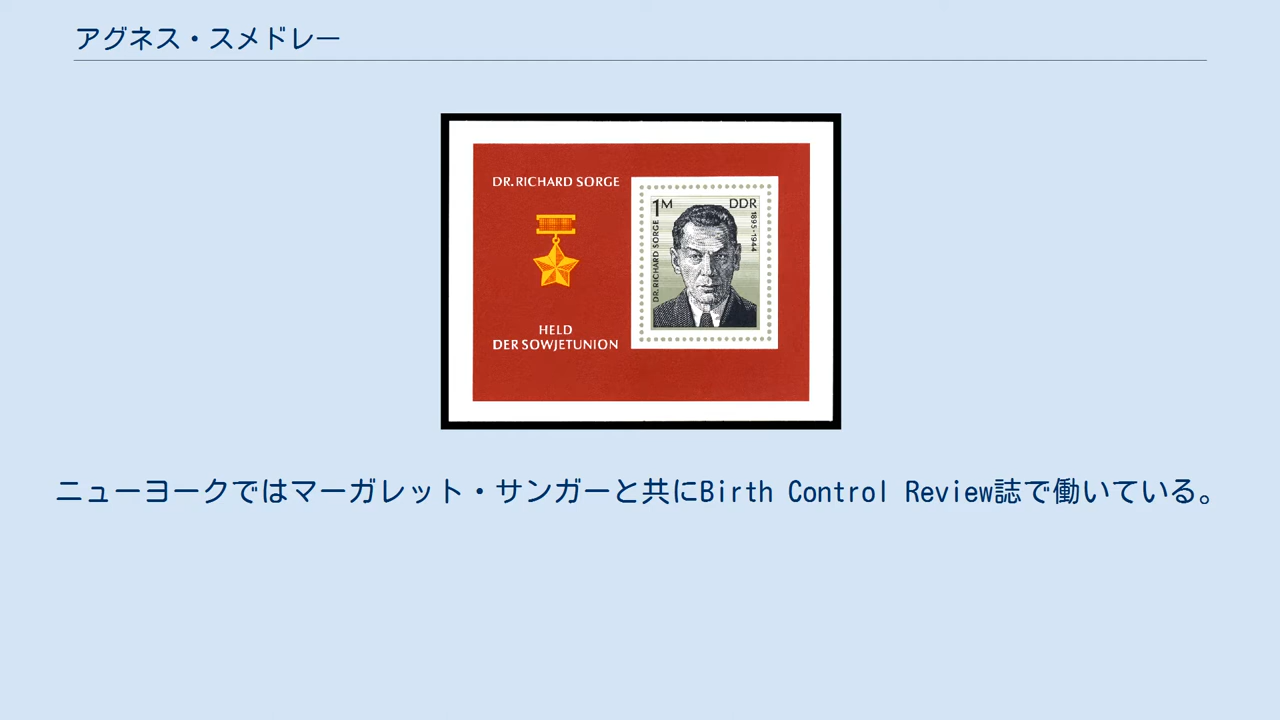 アグネス・スメドレー
DR. RICHARD SORGE
HELD
DER SOWJETUNION
1M
DDR
DR. RICHARD SORGE
1895-1944
ニューヨークではマーガレット・サンガーと共にBirth Control Review誌で働いている。